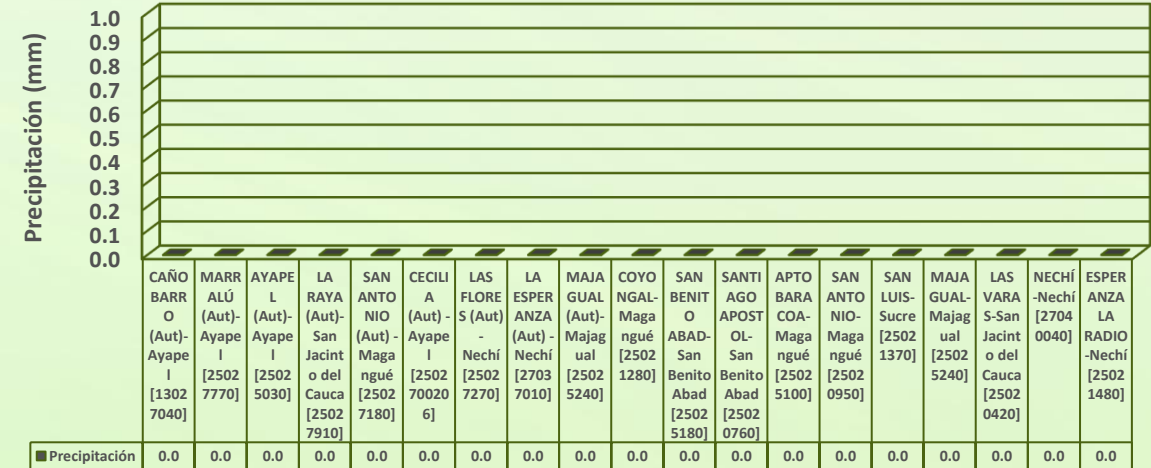 Precipitación (mm)
1.0
0.9
0.8
0.7
0.6
0.5
0.4
0.3
0.2
0.1
0.0
CAÑO
BARR
O
(Aut)-
Ayape
l
[1302
7040]
MARR
ALÚ
(Aut)-
Ayape
l
[2502
7770]
AYAPE
L
(Aut)-
Ayape
l
[2502
5030]
LA
RAYA
(Aut)-
San
Jacint
o del
Cauca
[2502
7910]
SAN
ANTO
NIO
(Aut) -
Maga
ngué
[2502
7180]
CECILI
A
(Aut) -
Ayape
l
[2502
70020
6]
LAS
FLORE
S (Aut)
-
Nechí
[2502
7270]
LA
ESPER
ANZA
(Aut) -
Nechí
[2703
7010]
MAJA
GUAL
(Aut)-
Majag
ual
[2502
5240]
COYO
NGAL-
Maga
ngué
[2502
1280]
SAN
BENIT
O
ABAD-
San
Benito
Abad
[2502
5180]
SANTI
AGO
APOST
OL-
San
Benito
Abad
[2502
0760]
APTO
BARA
COA-
Maga
ngué
[2502
5100]
SAN
ANTO
NIO-
Maga
ngué
[2502
0950]
SAN
LUIS-
Sucre
[2502
1370]
MAJA
GUAL-
Majag
ual
[2502
5240]
LAS
VARA
S-San
Jacint
o del
Cauca
[2502
0420]
NECHÍ
-Nechí
[2704
0040]
ESPER
ANZA
LA
RADIO
-Nechí
[2502
1480]
Precipitación 0.0 0.0 0.0 0.0 0.0 0.0 0.0 0.0 0.0 0.0 0.0 0.0 0.0 0.0 0.0 0.0 0.0 0.0 0.0